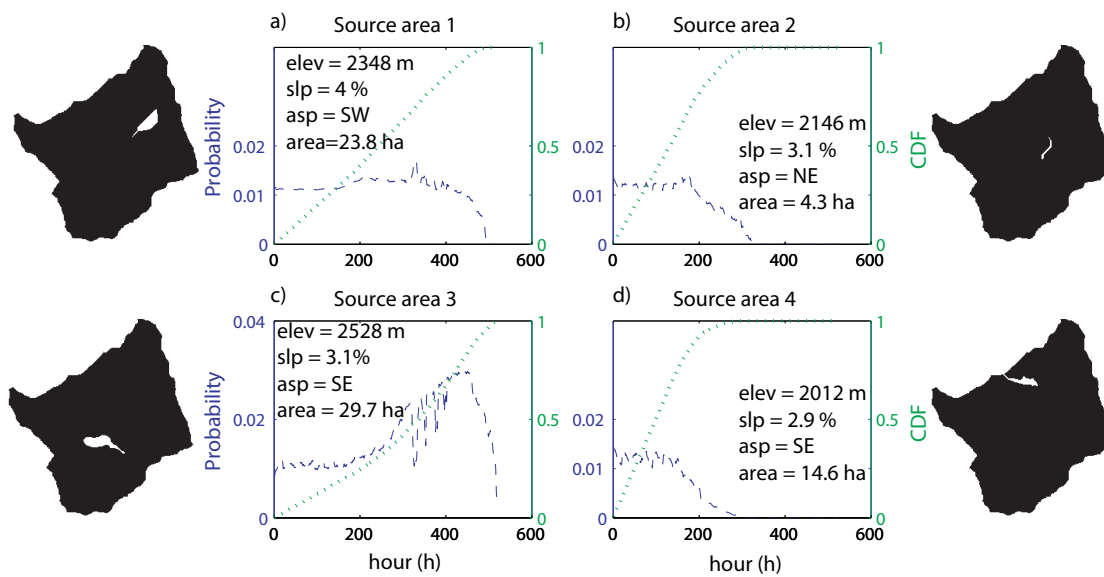 a) Source area 1
elev = 2348 m
slp = 4 %
asp = SW
area=23.8 ha
Probability
0.02
0.01
0
1
0.5
0
0 200 400 600
b) Source area 2
elev = 2146 m
slp = 3.1 %
asp = NE
area = 4.3 ha
0.02
0.01
0
1
0.5
0
CDF
0 200 400 600
c) Source area 3
elev = 2528 m
slp = 3.1%
asp = SE
area = 29.7 ha
Probability
0.04
0.02
0
1
0.5
0
0 200 400 600
hour (h)
d) Source area 4
elev = 2012 m
slp = 2.9 %
asp = SE
area = 14.6 ha
0.02
0.01
0
1
0.5
0
CDF
0 200 400 600
hour (h)